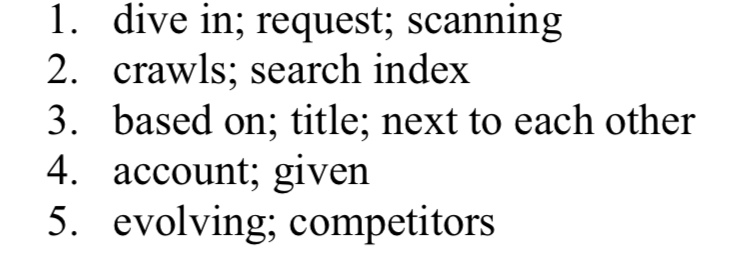 1. dive in; request; scanning
2. crawls; search index
3. based on; title; next to each other
4. account; given
5. evolving; competitors